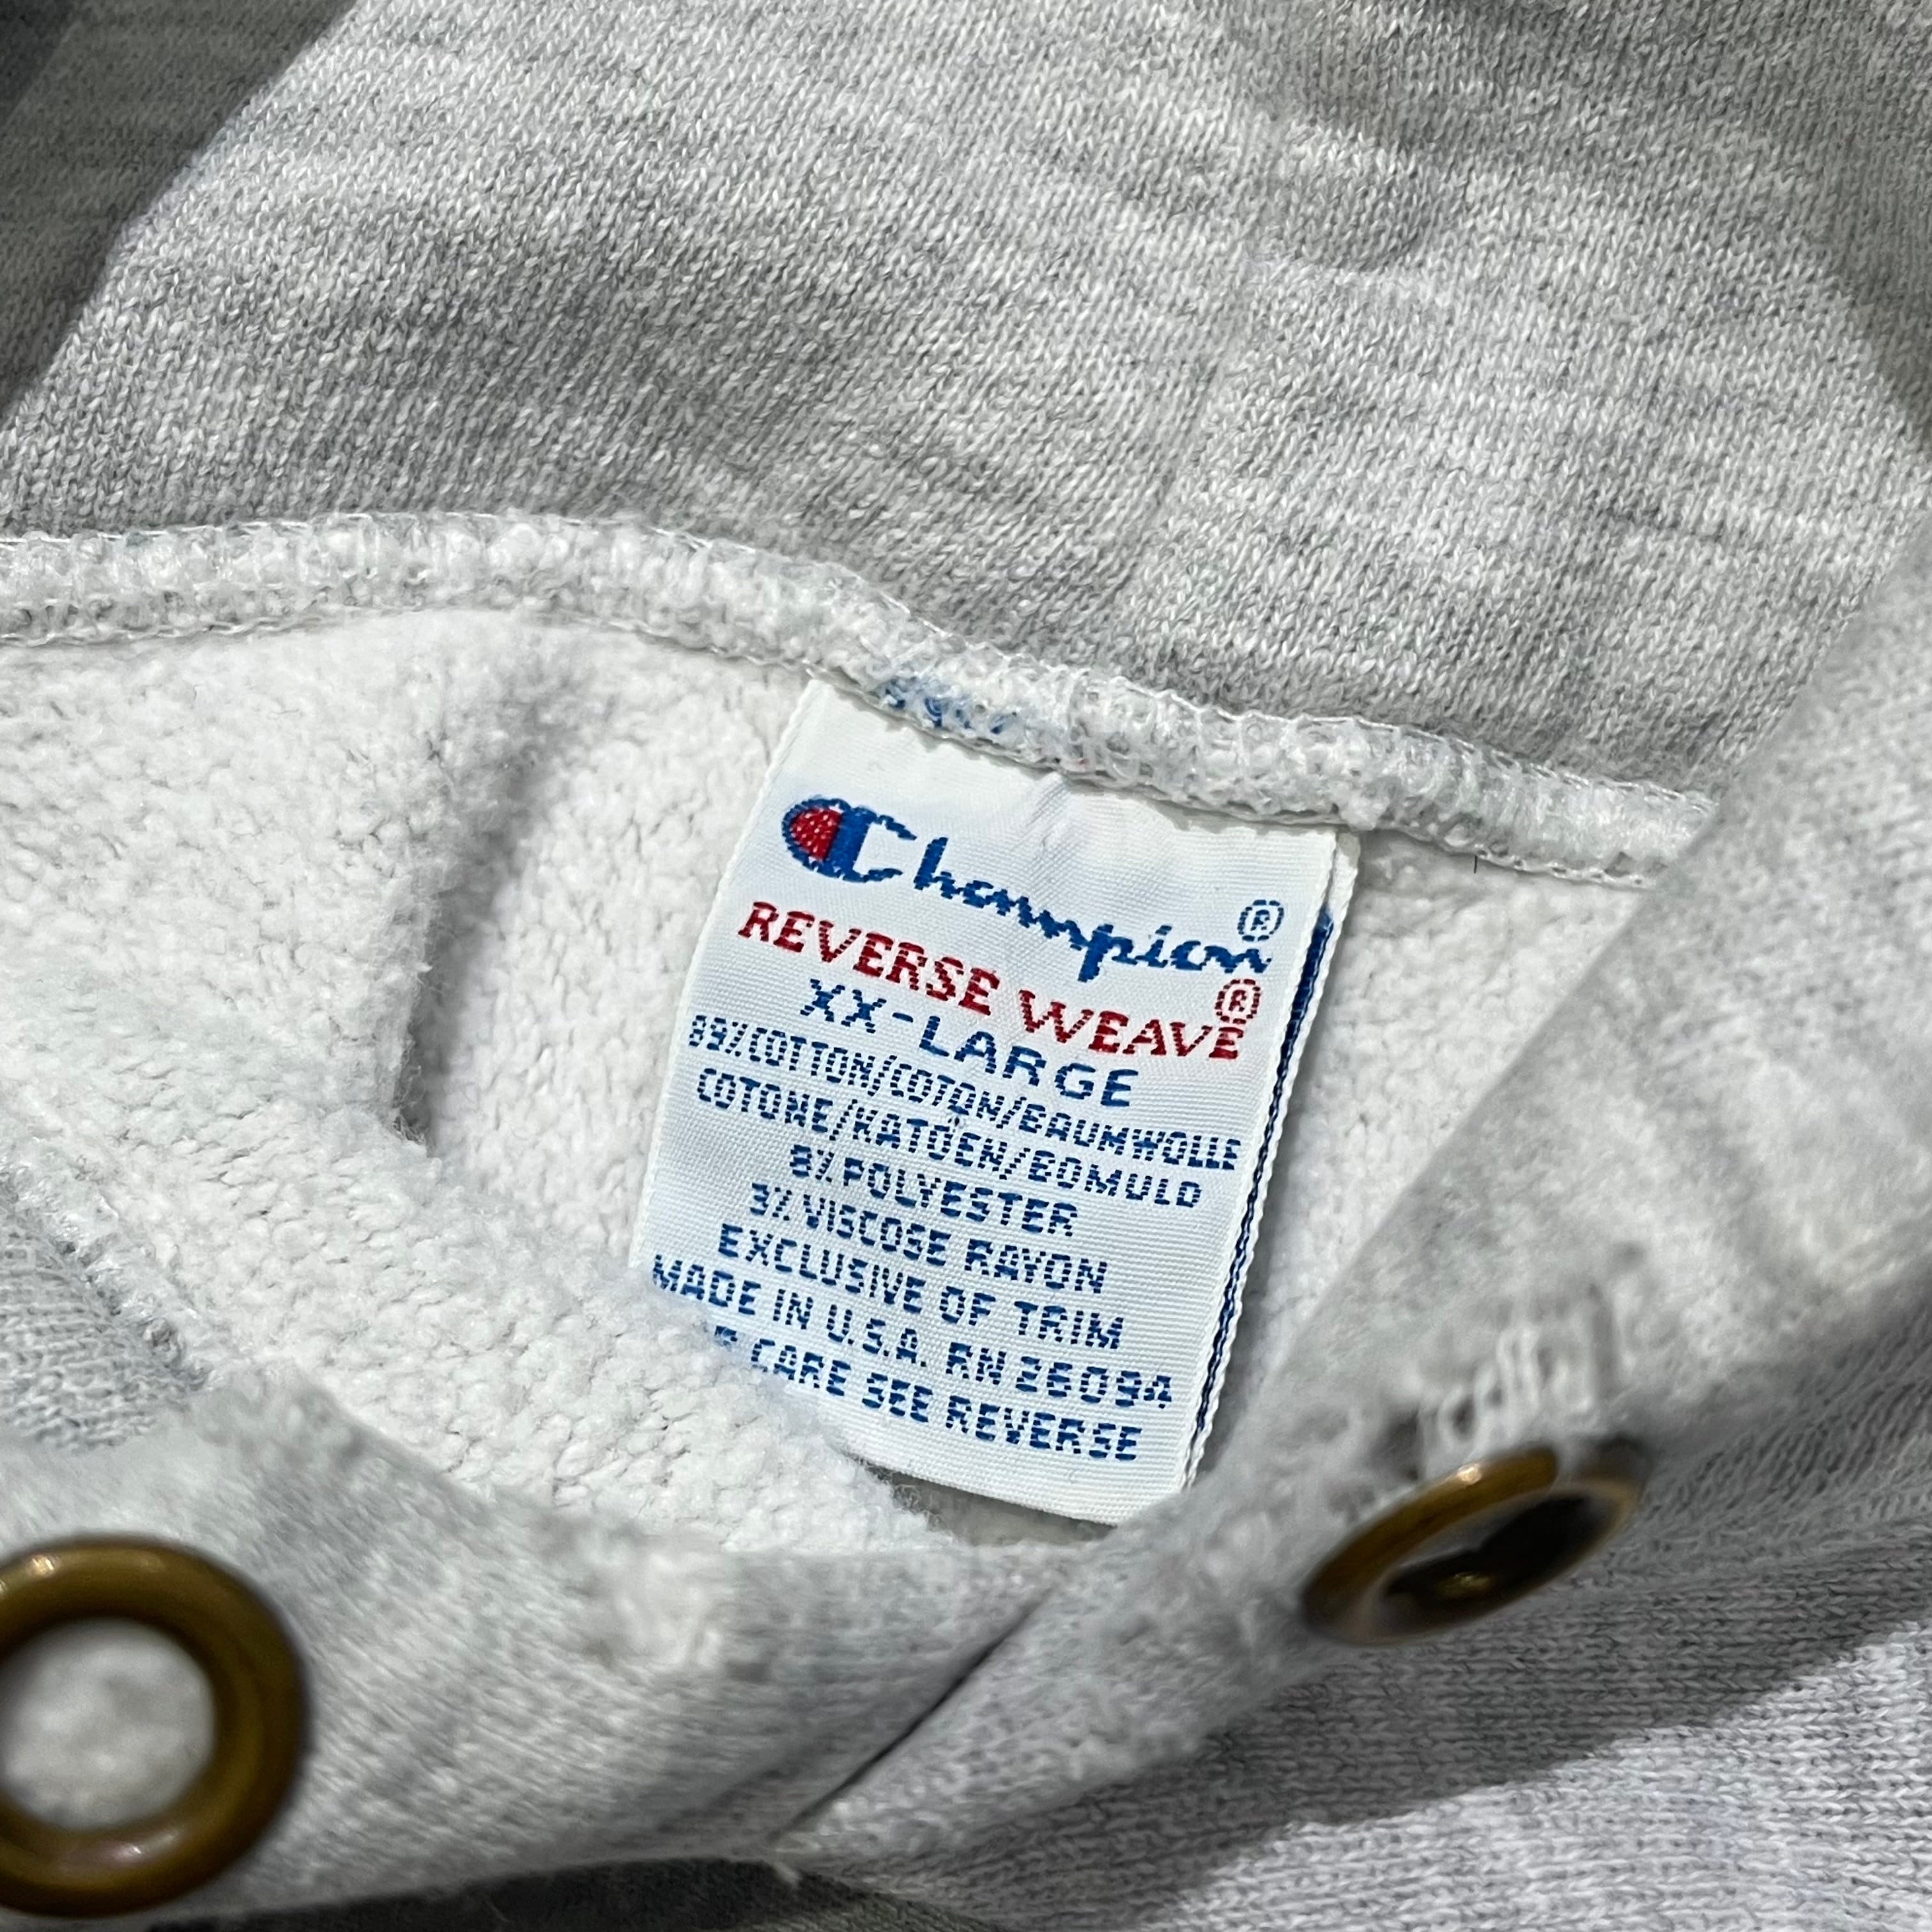 Champion®
REVERSE WEAVE®
XX-LARGE
89%COTTON/COTON/BAUMWOLLE
COTONE/KATOEN/BOMULD
8%POLYESTER
3%VISCOSE RAYON
EXCLUSIVE OF TRIM
MADE IN U.S.A. RN 26094
CARE SEE REVERSE